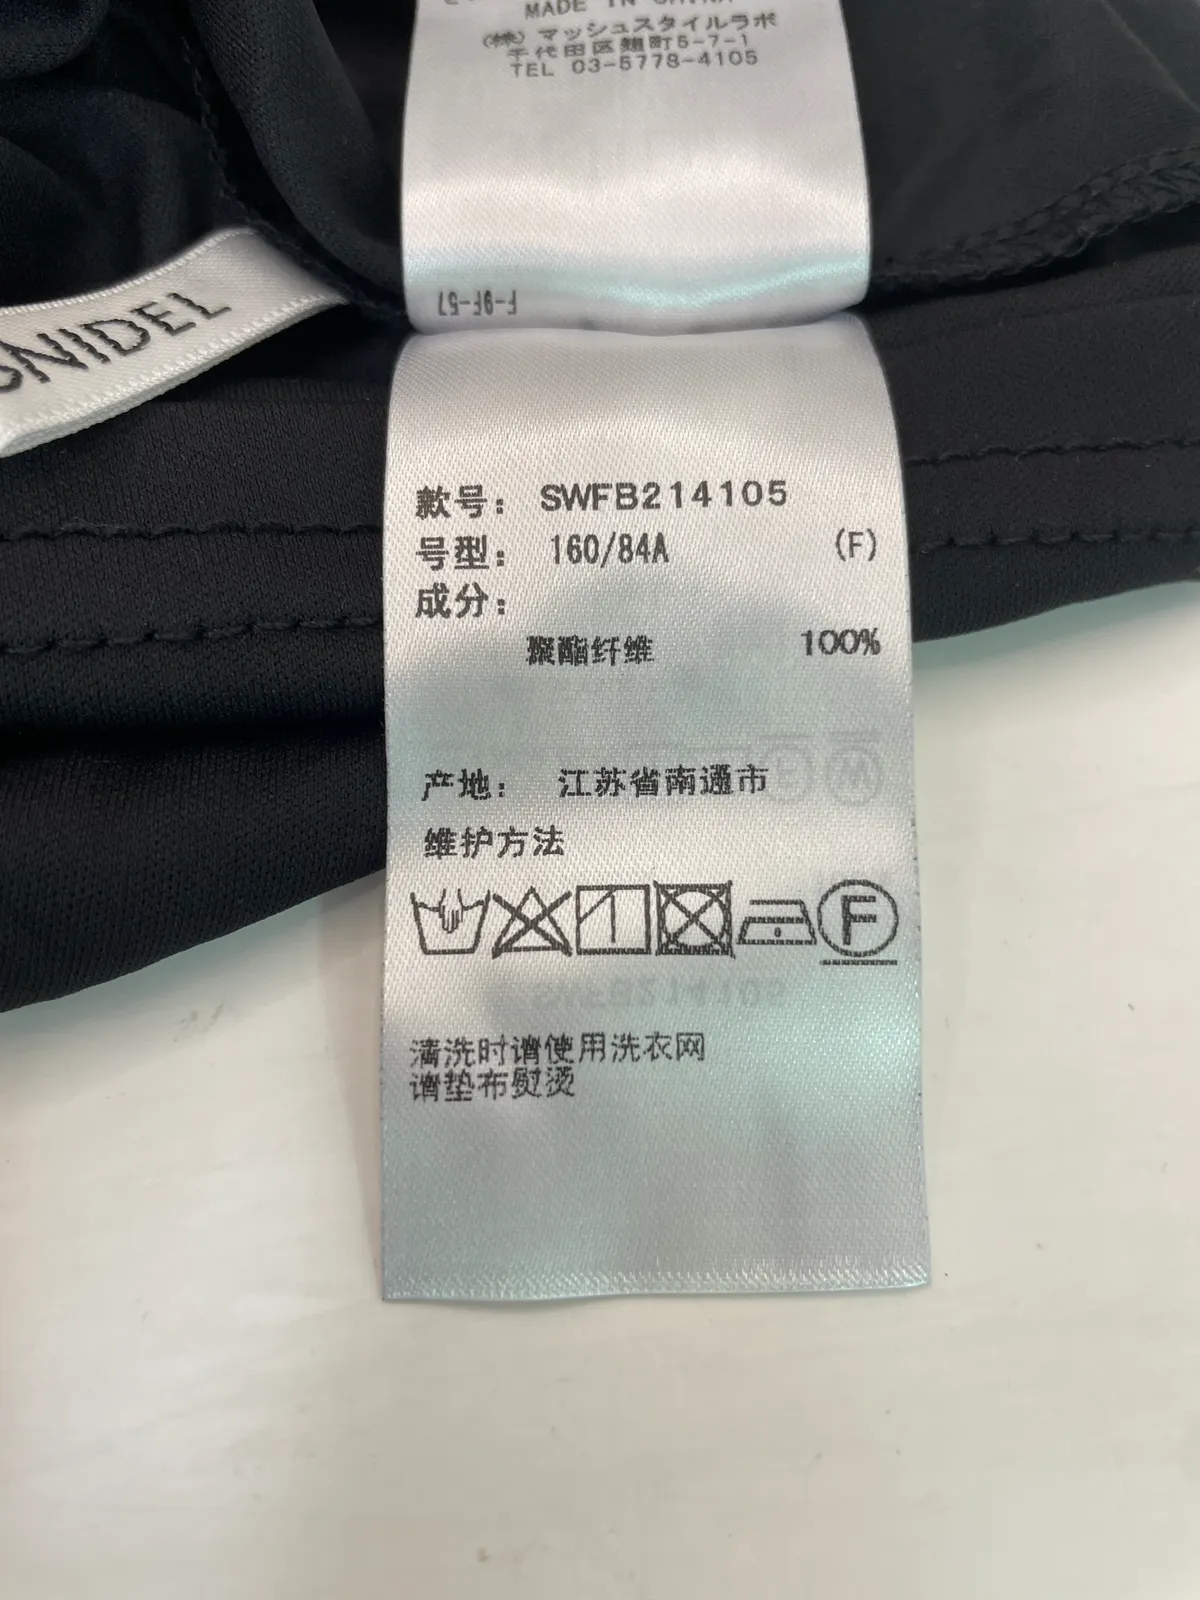 MADE IN CHINA
(株)マッシュスタイルラボ
千代田区麹町5-7-1
TEL 03-5778-4105
F-9F-57
SNIDEL
款号: SWFB214105
号型: 160/84A (F)
成分:
聚酯纤维 100%
产地: 江苏省南通市
维护方法
F
清洗时请使用洗衣网
请垫布熨烫